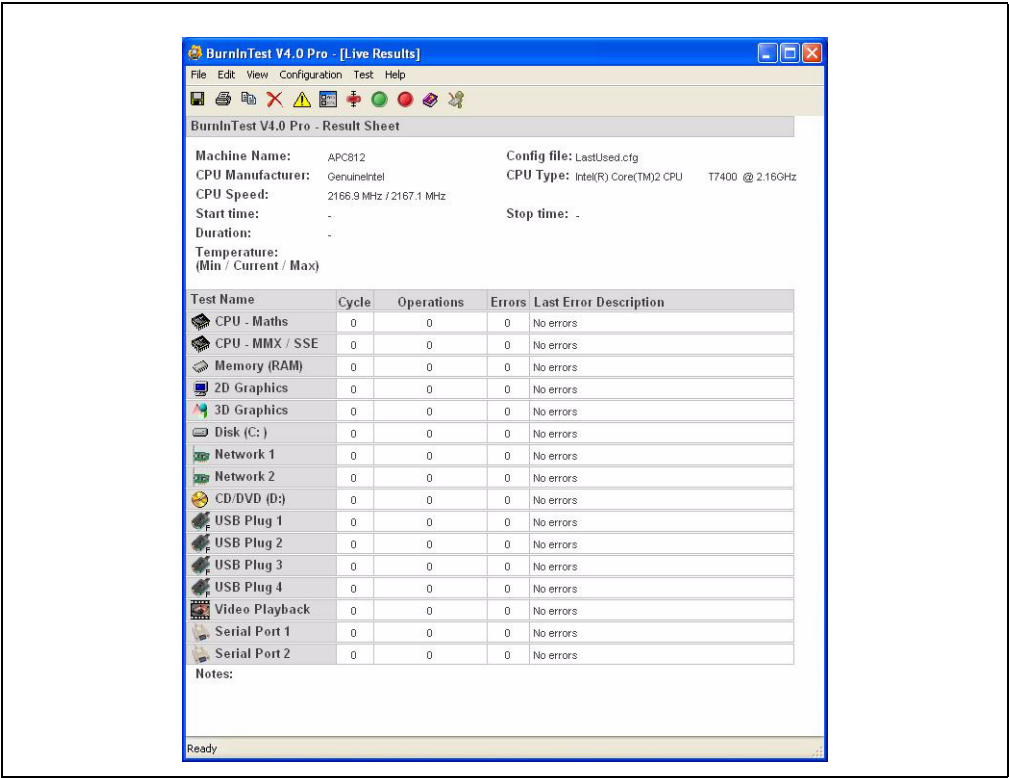 BurnInTest V4.0 Pro - [Live Results]
File Edit View Configuration Test Help
BurnInTest V4.0 Pro - Result Sheet
Machine Name: APC812 Config file: LastUsed.cfg
CPU Manufacturer: GenuineIntel CPU Type: Intel(R) Core(TM)2 CPU T7400 @ 2.16GHz
CPU Speed: 2166.9 MHz / 2167.1 MHz
Start time: - Stop time: -
Duration: -
Temperature:
(Min / Current / Max)
Test Name Cycle Operations Errors Last Error Description
CPU - Maths 0 0 0 No errors
CPU - MMX / SSE 0 0 0 No errors
Memory (RAM) 0 0 0 No errors
2D Graphics 0 0 0 No errors
3D Graphics 0 0 0 No errors
Disk (C: ) 0 0 0 No errors
Network 1 0 0 0 No errors
Network 2 0 0 0 No errors
CD/DVD (D:) 0 0 0 No errors
USB Plug 1 0 0 0 No errors
USB Plug 2 0 0 0 No errors
USB Plug 3 0 0 0 No errors
USB Plug 4 0 0 0 No errors
Video Playback 0 0 0 No errors
Serial Port 1 0 0 0 No errors
Serial Port 2 0 0 0 No errors
Notes:
Ready